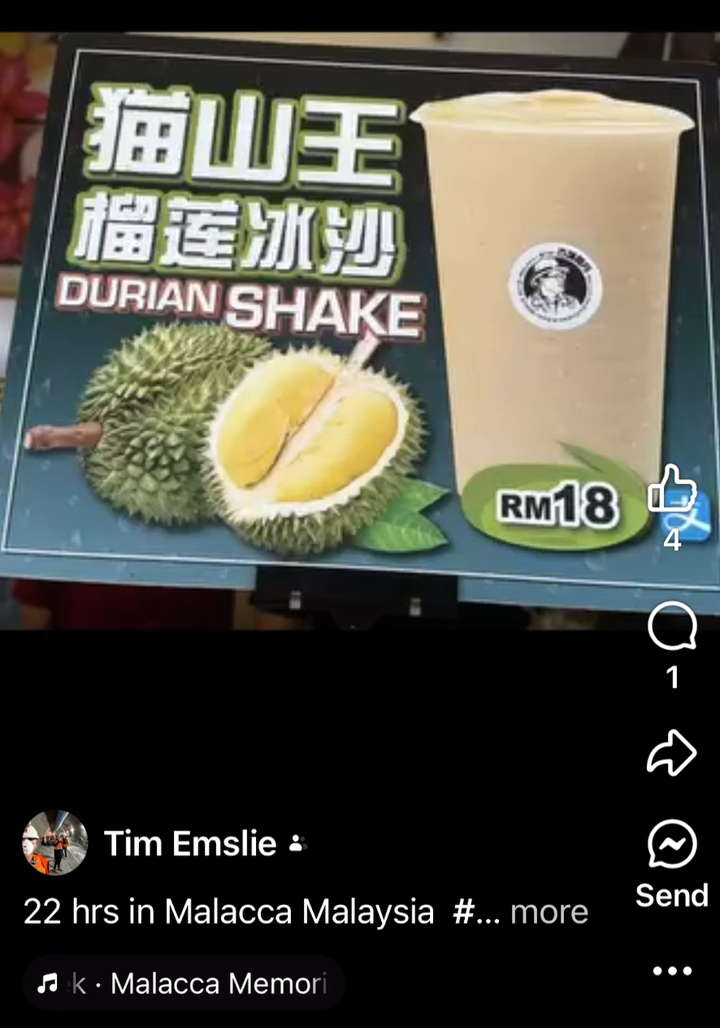 猫山王
榴莲冰沙
DURIAN SHAKE
RM18
支
4
1
Tim Emslie
22 hrs in Malacca Malaysia #... more
Send
k · Malacca Memori